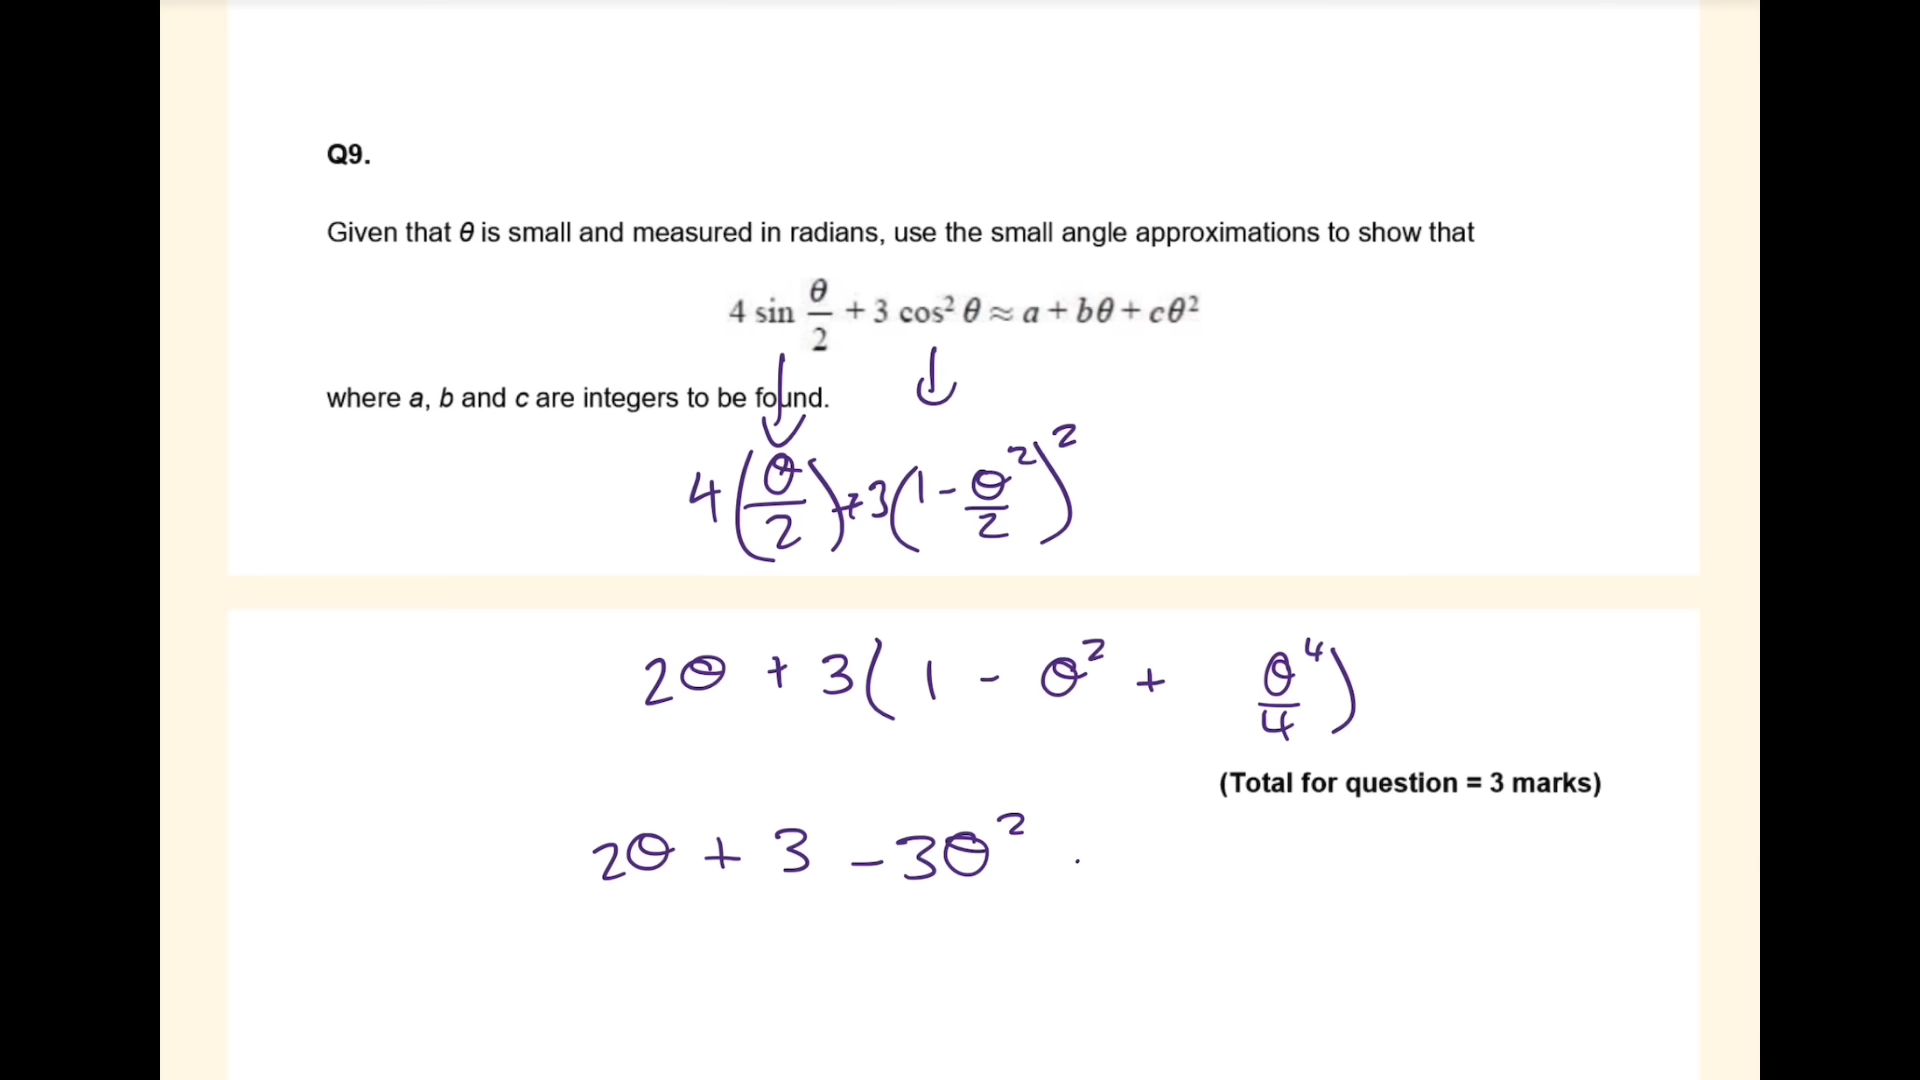 Q9.
Given that θ is small and measured in radians, use the small angle approximations to show that
4 sin θ/2 + 3 cos² θ ≈ a + bθ + cθ²
where a, b and c are integers to be found.
4(θ/2) + 3(1 - θ²/2)²
2θ + 3(1 - θ² + θ⁴/4)
(Total for question = 3 marks)
2θ + 3 - 3θ² .